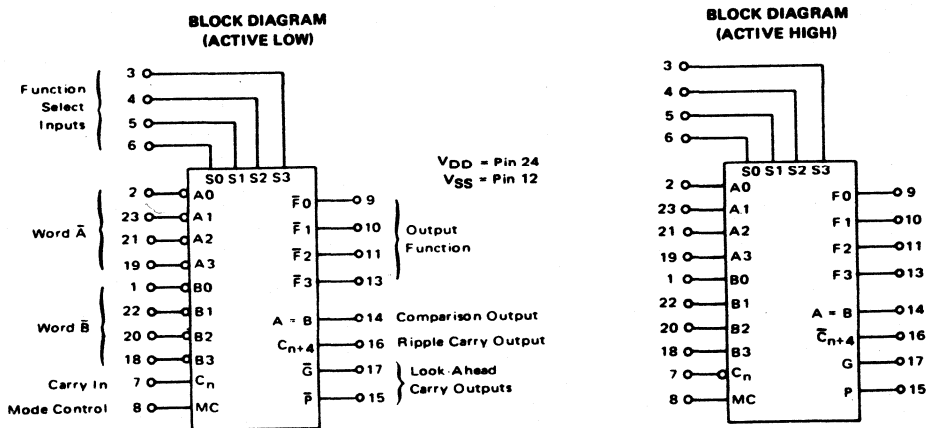 BLOCK DIAGRAM
(ACTIVE LOW)
Function
Select
Inputs
3
4
5
6
S0 S1 S2 S3
VDD = Pin 24
VSS = Pin 12
Word A̅
2 A0
23 A1
21 A2
19 A3
Word B̅
1 B0
22 B1
20 B2
18 B3
Carry In 7 Cn
Mode Control 8 MC
F̅0 9
F̅1 10
F̅2 11
F̅3 13
Output
Function
A = B 14 Comparison Output
Cn+4 16 Ripple Carry Output
G̅ 17
P̅ 15
Look-Ahead
Carry Outputs
BLOCK DIAGRAM
(ACTIVE HIGH)
3
4
5
6
S0 S1 S2 S3
2 A0
23 A1
21 A2
19 A3
1 B0
22 B1
20 B2
18 B3
7 Cn
8 MC
F0 9
F1 10
F2 11
F3 13
A = B 14
C̅n+4 16
G 17
P 15